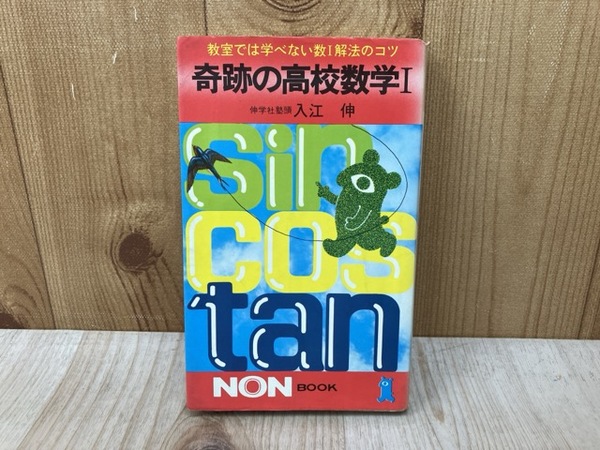 教室では学べない数I解法のコツ
奇跡の高校数学I
伸学社塾頭 入江 伸
sin
cos
tan
NON BOOK